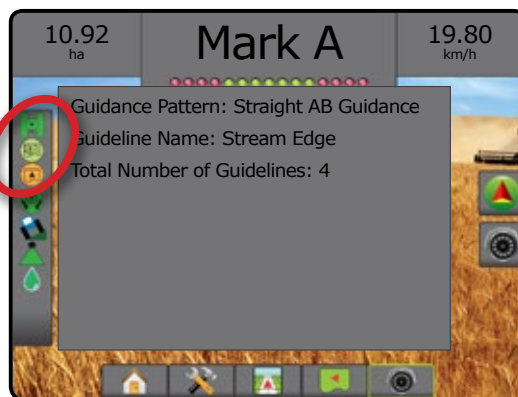 10.92
ha
Mark A
19.80
km/h
Guidance Pattern: Straight AB Guidance
Guideline Name: Stream Edge
Total Number of Guidelines: 4